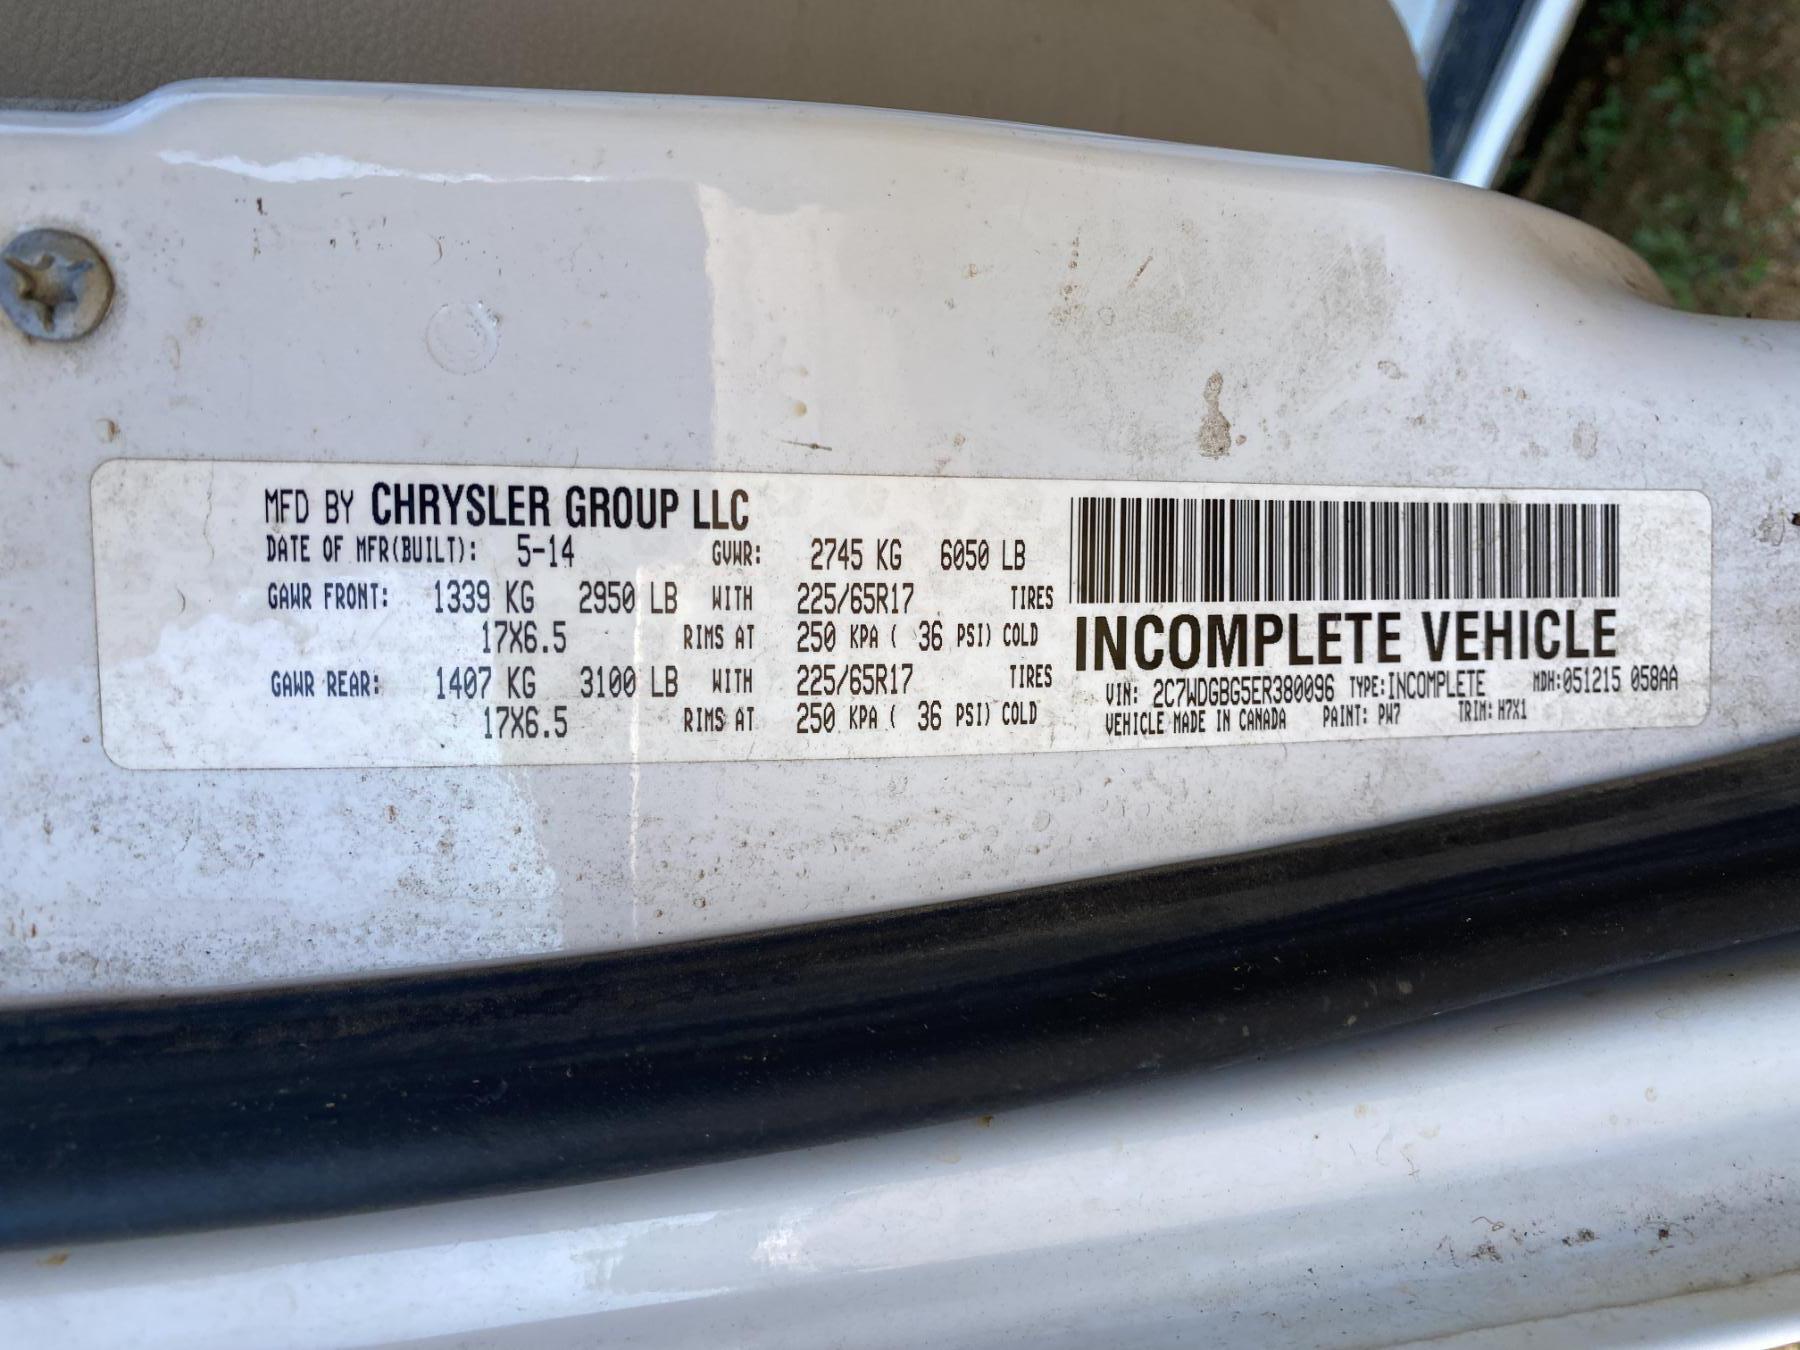 MFD BY CHRYSLER GROUP LLC
DATE OF MFR(BUILT): 5-14 GVWR: 2745 KG 6050 LB
GAWR FRONT: 1339 KG 2950 LB WITH 225/65R17 TIRES
17X6.5 RIMS AT 250 KPA ( 36 PSI) COLD
GAWR REAR: 1407 KG 3100 LB WITH 225/65R17 TIRES
17X6.5 RIMS AT 250 KPA ( 36 PSI) COLD
INCOMPLETE VEHICLE
VIN: 2C7WDGBG5ER380096 TYPE:INCOMPLETE MDH:051215 058AA
VEHICLE MADE IN CANADA PAINT: PW7 TRIM: H7X1